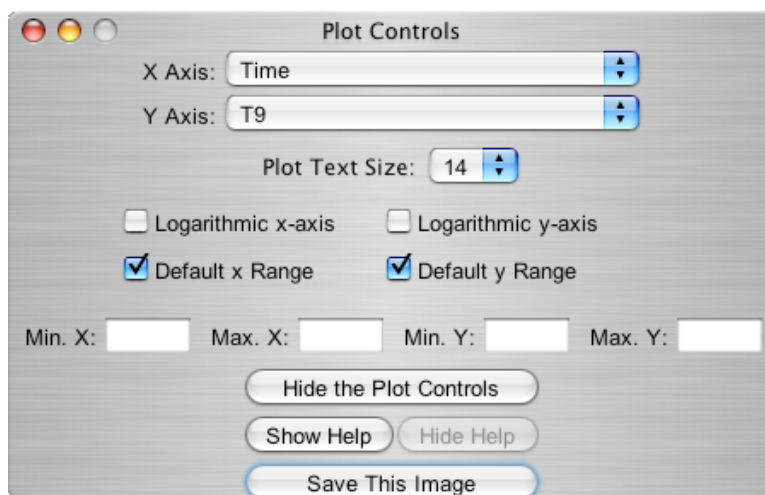 Plot Controls
X Axis: Time
Y Axis: T9
Plot Text Size: 14
Logarithmic x-axis Logarithmic y-axis
Default x Range Default y Range
Min. X: Max. X: Min. Y: Max. Y:
Hide the Plot Controls
Show Help Hide Help
Save This Image